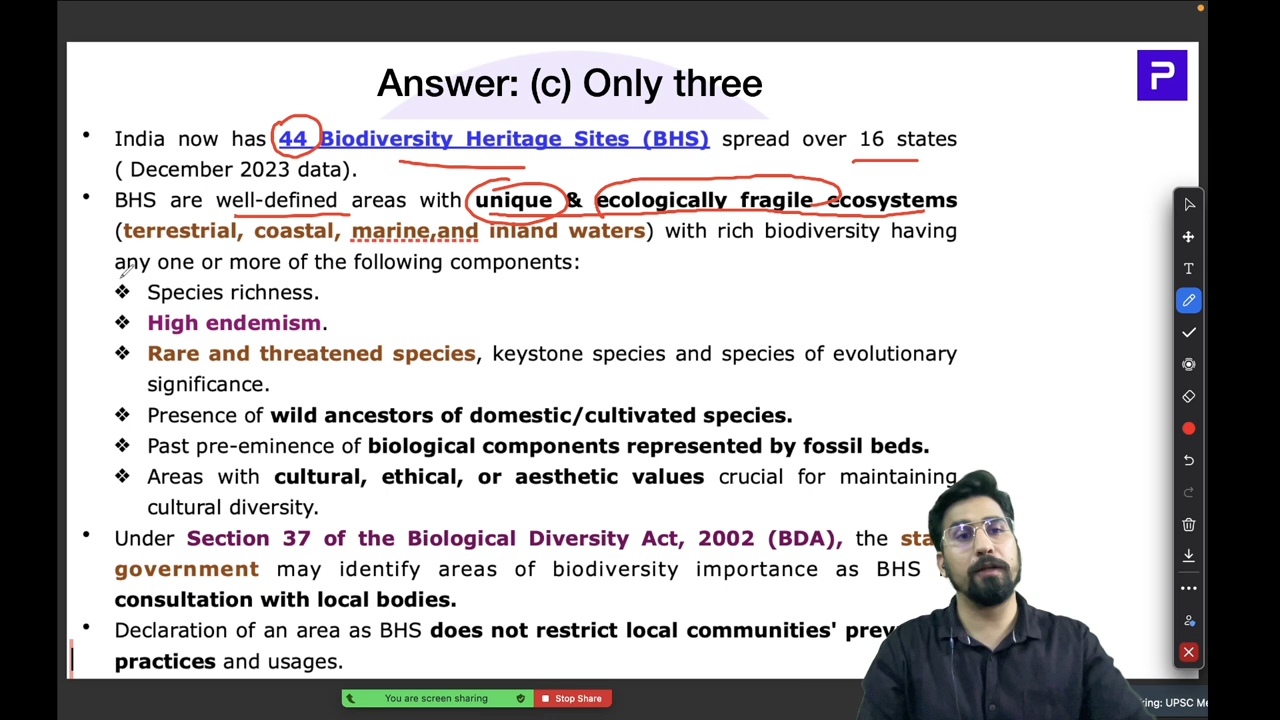 Answer: (c) Only three
P
• India now has 44 Biodiversity Heritage Sites (BHS) spread over 16 states
( December 2023 data).
• BHS are well-defined areas with unique & ecologically fragile ecosystems
(terrestrial, coastal, marine,and inland waters) with rich biodiversity having
any one or more of the following components:
❖ Species richness.
❖ High endemism.
❖ Rare and threatened species, keystone species and species of evolutionary
significance.
❖ Presence of wild ancestors of domestic/cultivated species.
❖ Past pre-eminence of biological components represented by fossil beds.
❖ Areas with cultural, ethical, or aesthetic values crucial for maintaining
cultural diversity.
• Under Section 37 of the Biological Diversity Act, 2002 (BDA), the
government may identify areas of biodiversity importance as BHS
consultation with local bodies.
• Declaration of an area as BHS does not restrict local communities'
practices and usages.
T
You are screen sharing
Stop Share
UPSC